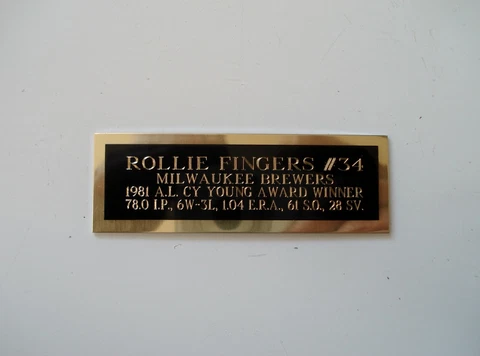 ROLLIE FINGERS #34
MILWAUKEE BREWERS
1981 A.L. CY YOUNG AWARD WINNER
78.0 I.P., 6W-3L, 1.04 E.R.A., 61 S.O., 28 SV.